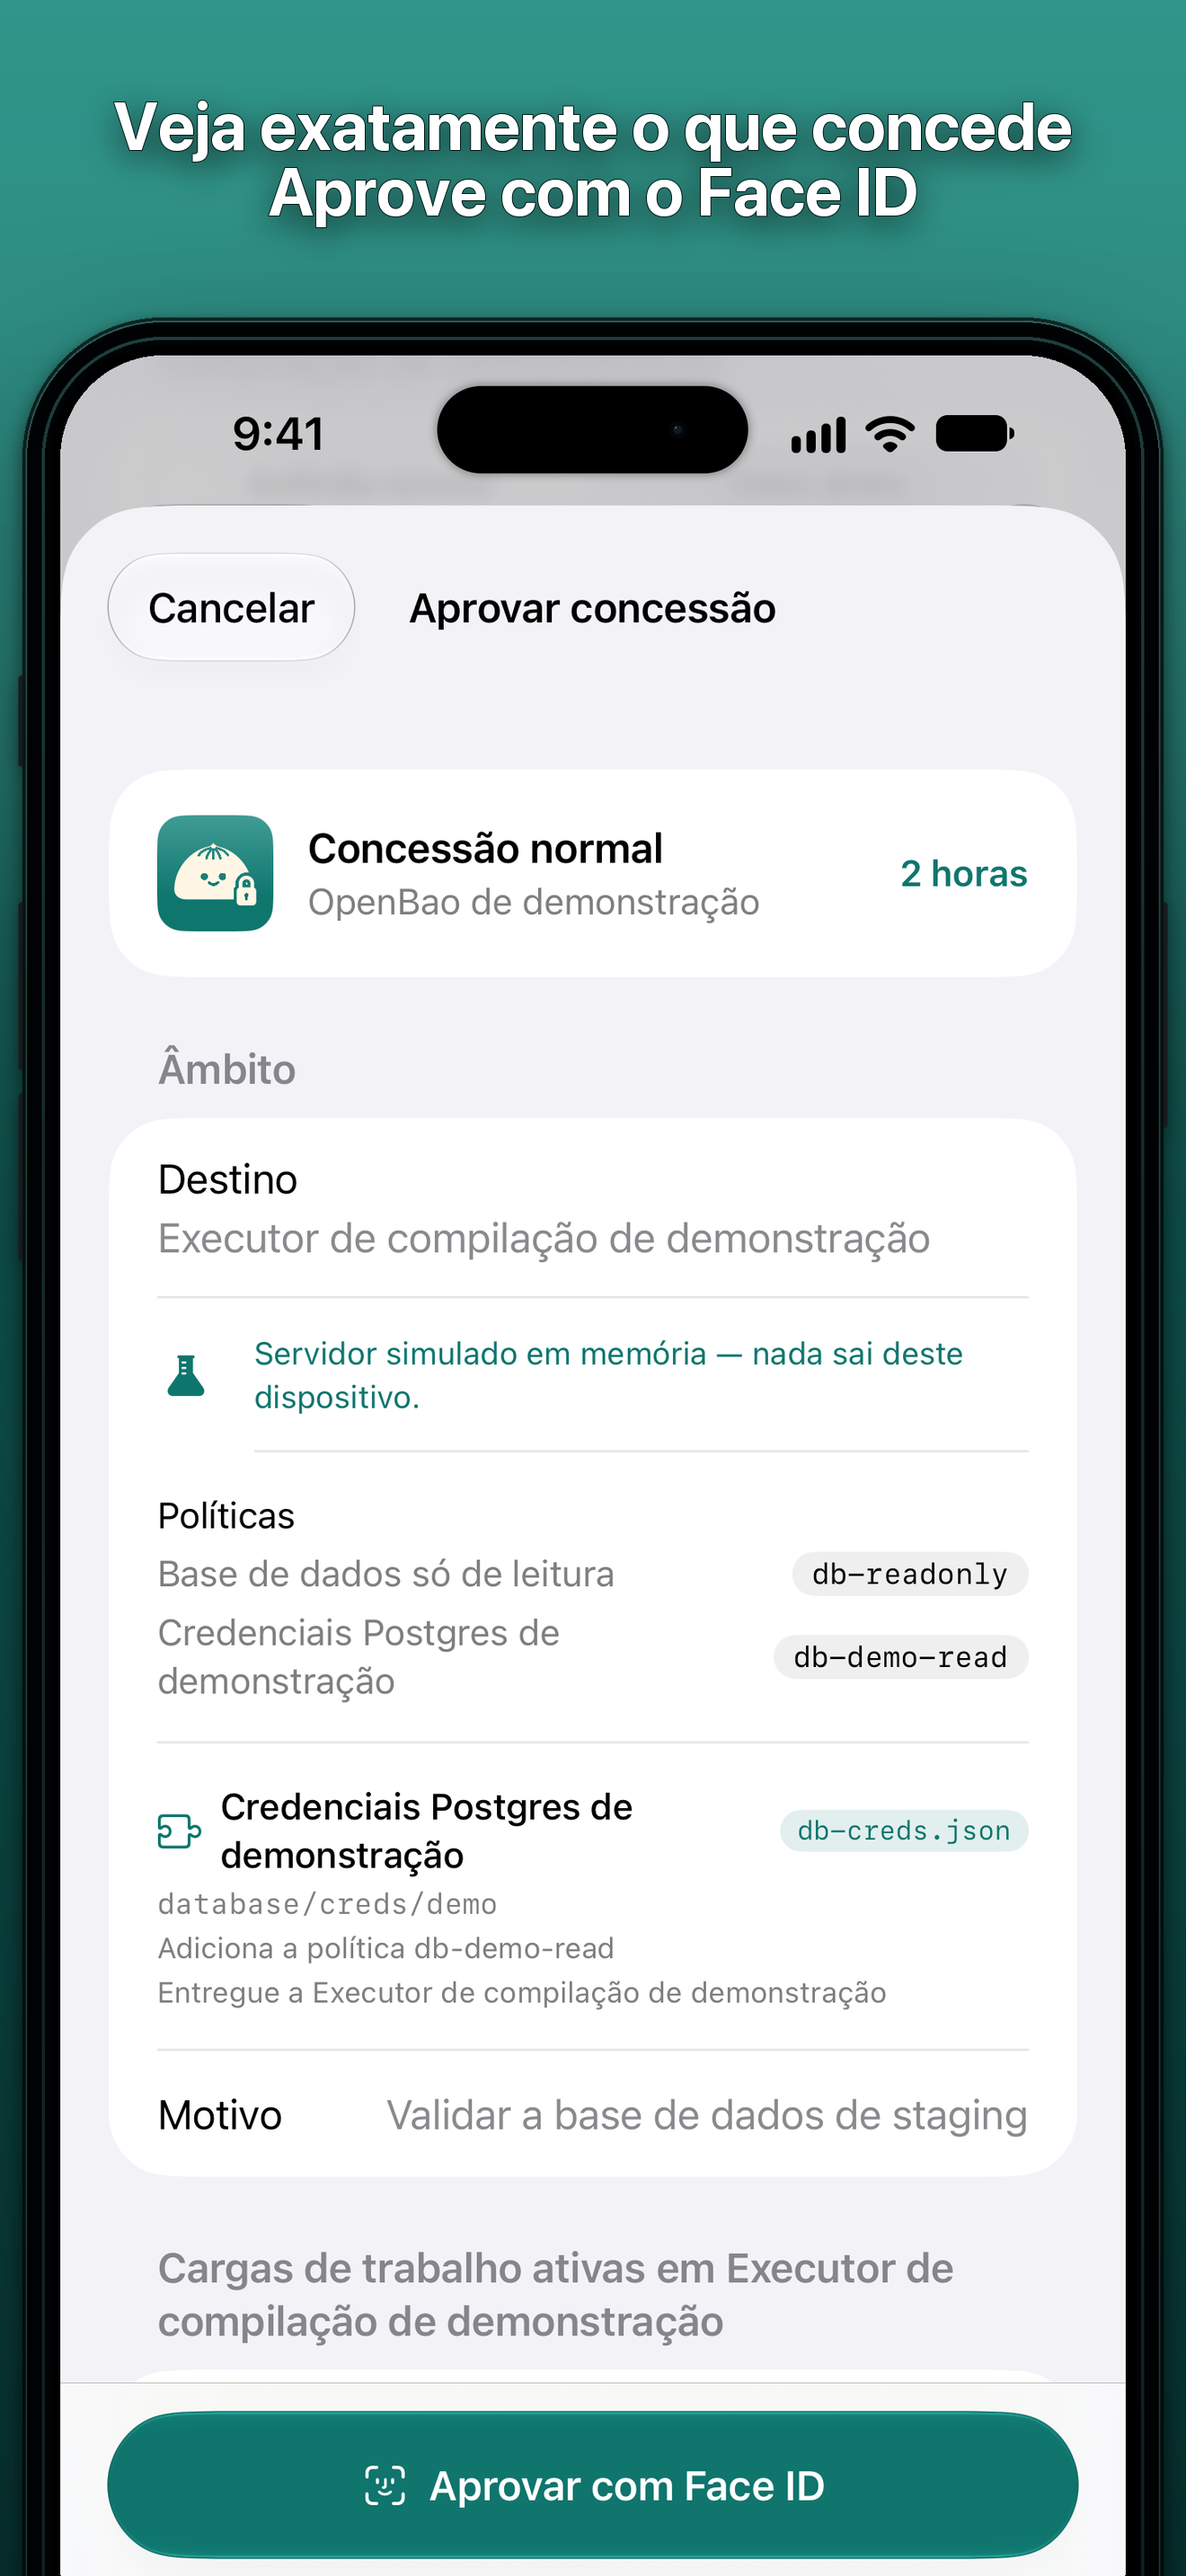 Veja exatamente o que concede
Aprove com o Face ID
9:41
Cancelar
Aprovar concessão
Concessão normal
OpenBao de demonstração
2 horas
Âmbito
Destino
Executor de compilação de demonstração
Servidor simulado em memória — nada sai deste
dispositivo.
Políticas
Base de dados só de leitura
db-readonly
Credenciais Postgres de
demonstração
db-demo-read
Credenciais Postgres de
demonstração
db-creds.json
database/creds/demo
Adiciona a política db-demo-read
Entregue a Executor de compilação de demonstração
Motivo
Validar a base de dados de staging
Cargas de trabalho ativas em Executor de
compilação de demonstração
Aprovar com Face ID